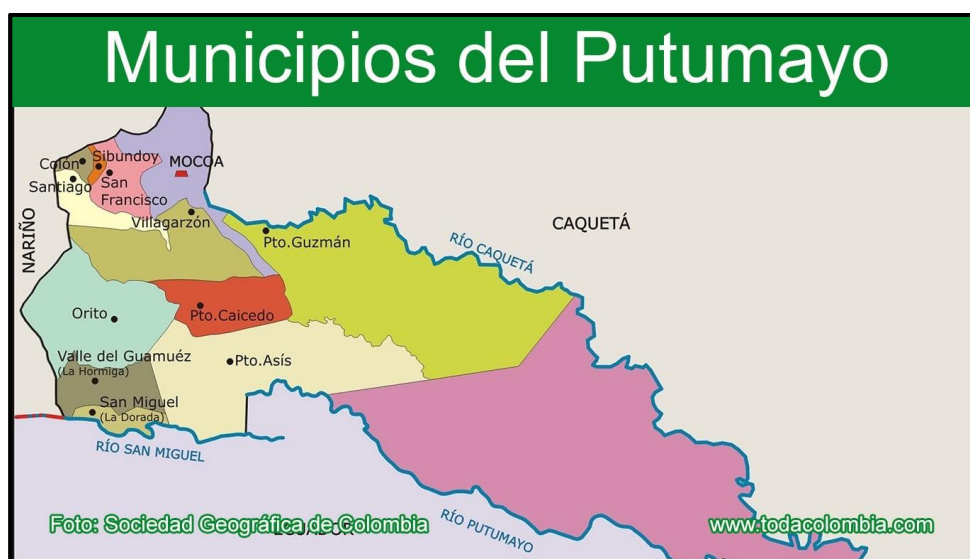 Municipios del Putumayo
Sibundoy
Colón
MOCOA
Santiago
San
Francisco
Villagarzón
NARIÑO
CAQUETÁ
Pto.Guzmán
RÍO CAQUETÁ
Orito
Pto.Caicedo
Valle del Guamuéz
(La Hormiga)
Pto.Asís
San Miguel
(La Dorada)
RÍO SAN MIGUEL
RÍO PUTUMAYO
ECUADOR
Foto: Sociedad Geográfica de Colombia
www.todacolombia.com